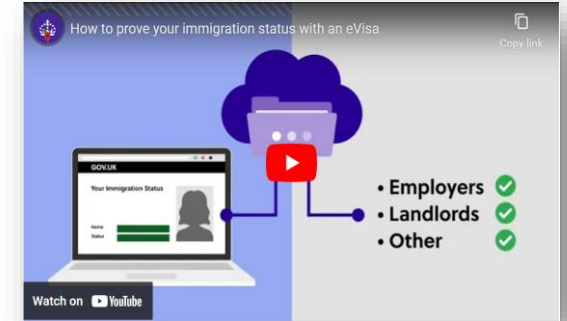 How to prove your immigration status with an eVisa
Copy link
GOV.UK
Your Immigration Status
Name
Status
• Employers
• Landlords
• Other
Watch on YouTube